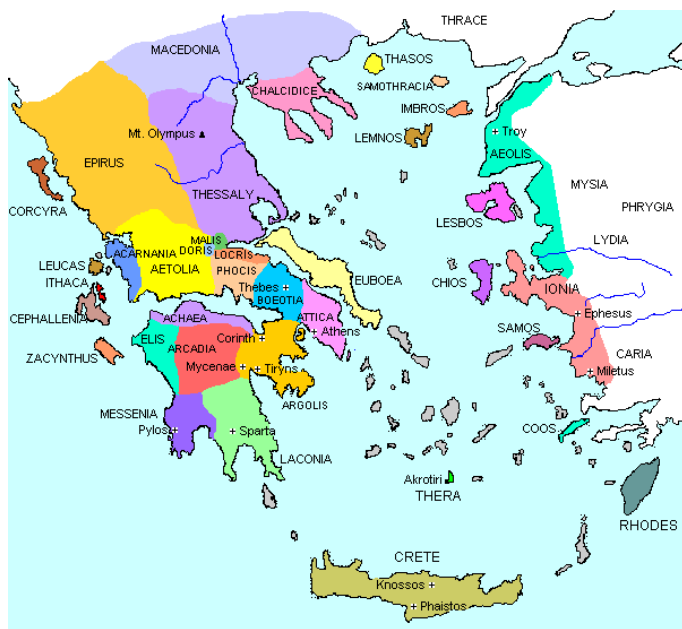 THRACE
MACEDONIA
THASOS
SAMOTHRACIA
CHALCIDICE
IMBROS
Mt. Olympus
LEMNOS
Troy
AEOLIS
EPIRUS
THESSALY
MYSIA
CORCYRA
LESBOS
PHRYGIA
MALIS
ACARNANIA
DORIS
LOCRIS
LYDIA
LEUCAS
AETOLIA
PHOCIS
EUBOEA
CHIOS
IONIA
ITHACA
Thebes
BOEOTIA
CEPHALLENIA
ACHAEA
ATTICA
Ephesus
ELIS
Corinth
Athens
SAMOS
ZACYNTHUS
ARCADIA
CARIA
Mycenae
Tiryns
Miletus
ARGOLIS
MESSENIA
Pylos
Sparta
COOS
LACONIA
Akrotiri
THERA
RHODES
CRETE
Knossos
Phaistos